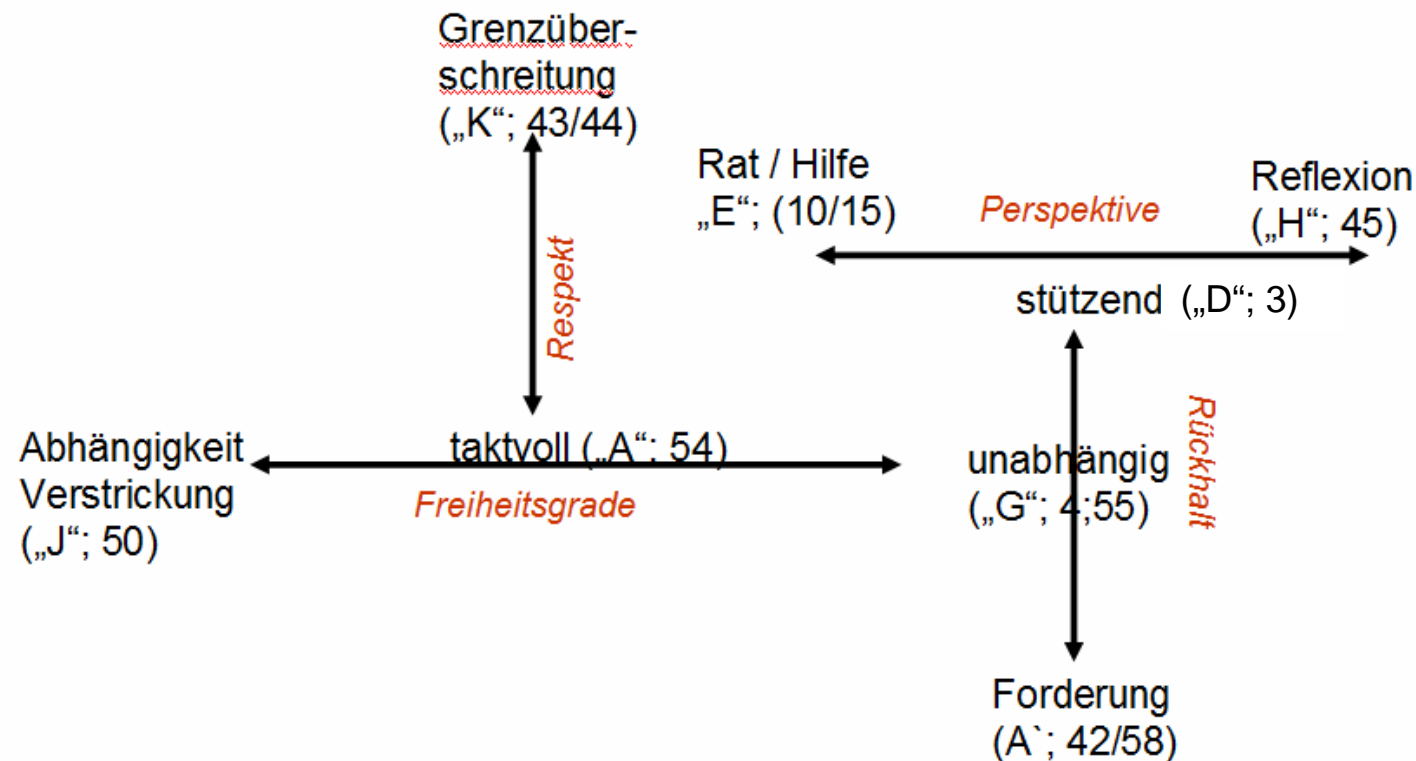 Grenzüber-
schreitung
(„K“; 43/44)
Rat / Hilfe
„E“; (10/15)
Perspektive
Reflexion
(„H“; 45)
Respekt
stützend („D“; 3)
Abhängigkeit
Verstrickung
(„J“; 50)
taktvoll („A“; 54)
Freiheitsgrade
unabhängig
(„G“; 4;55)
Rückhalt
Forderung
(A`; 42/58)